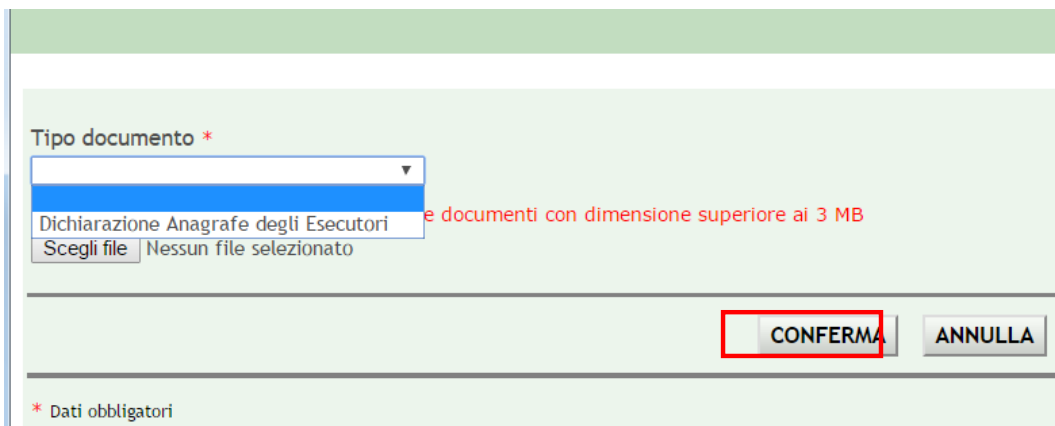 Tipo documento *
Dichiarazione Anagrafe degli Esecutori
e documenti con dimensione superiore ai 3 MB
Scegli file Nessun file selezionato
CONFERMA ANNULLA
* Dati obbligatori